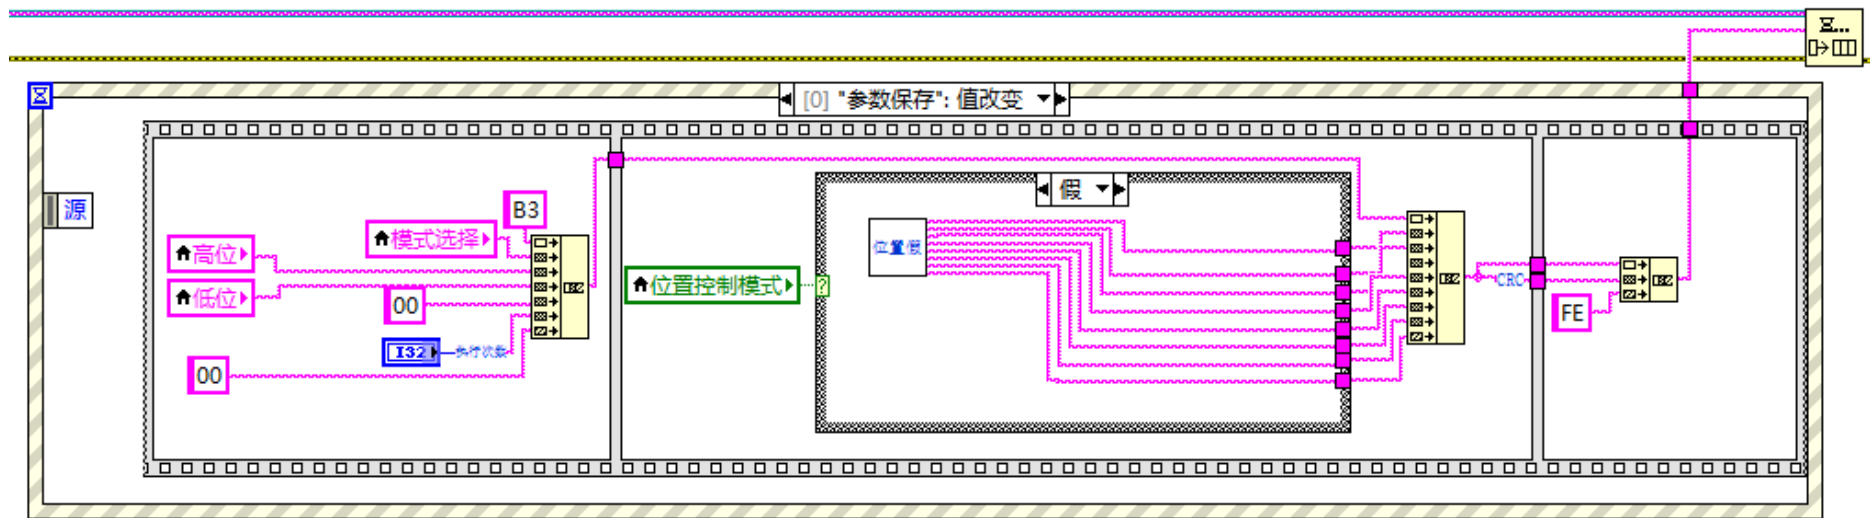 [0] "参数保存": 值改变
源
B3
模式选择
高位
低位
00
I32
执行次数
00
假
位置假
位置控制模式
?
CRC
FE